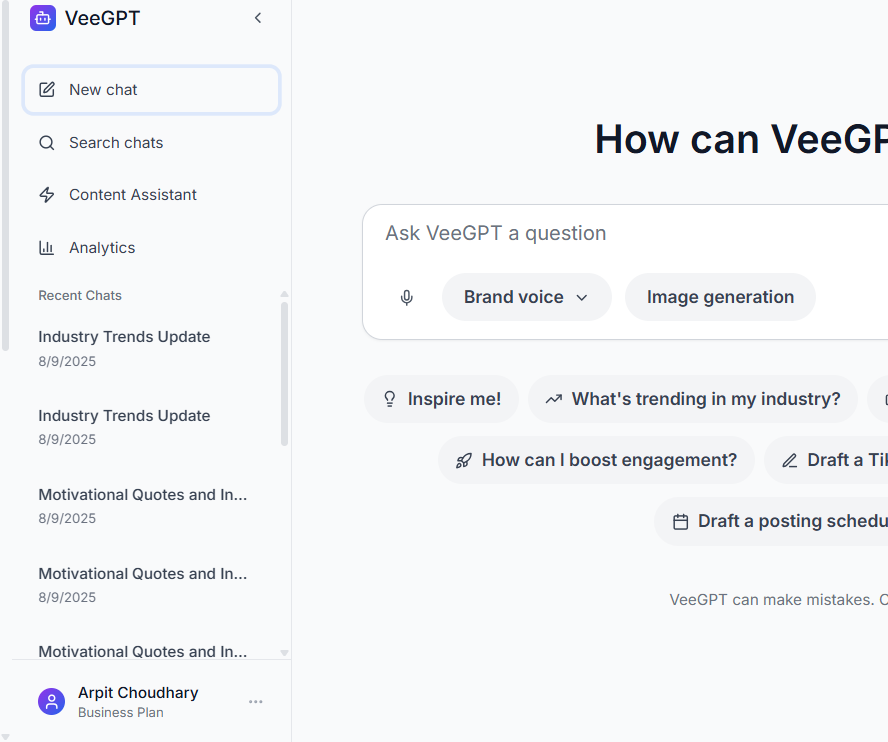 VeeGPT
New chat
Search chats
Content Assistant
Analytics
Recent Chats
Industry Trends Update
8/9/2025
Industry Trends Update
8/9/2025
Motivational Quotes and In...
8/9/2025
Motivational Quotes and In...
8/9/2025
Motivational Quotes and In...
Arpit Choudhary
Business Plan
How can VeeGP
Ask VeeGPT a question
Brand voice
Image generation
Inspire me!
What's trending in my industry?
How can I boost engagement?
Draft a Tik
Draft a posting schedu
VeeGPT can make mistakes. C